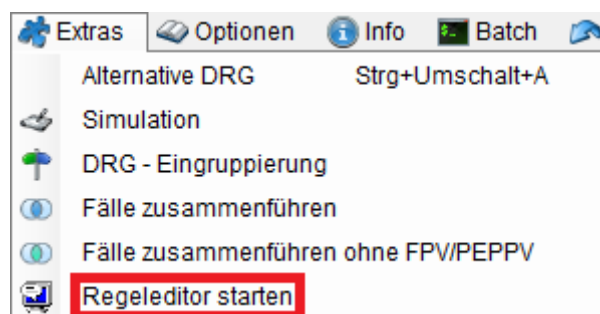 Extras Optionen Info Batch
Alternative DRG Strg+Umschalt+A
Simulation
DRG - Eingruppierung
Fälle zusammenführen
Fälle zusammenführen ohne FPV/PEPPV
Regeleditor starten